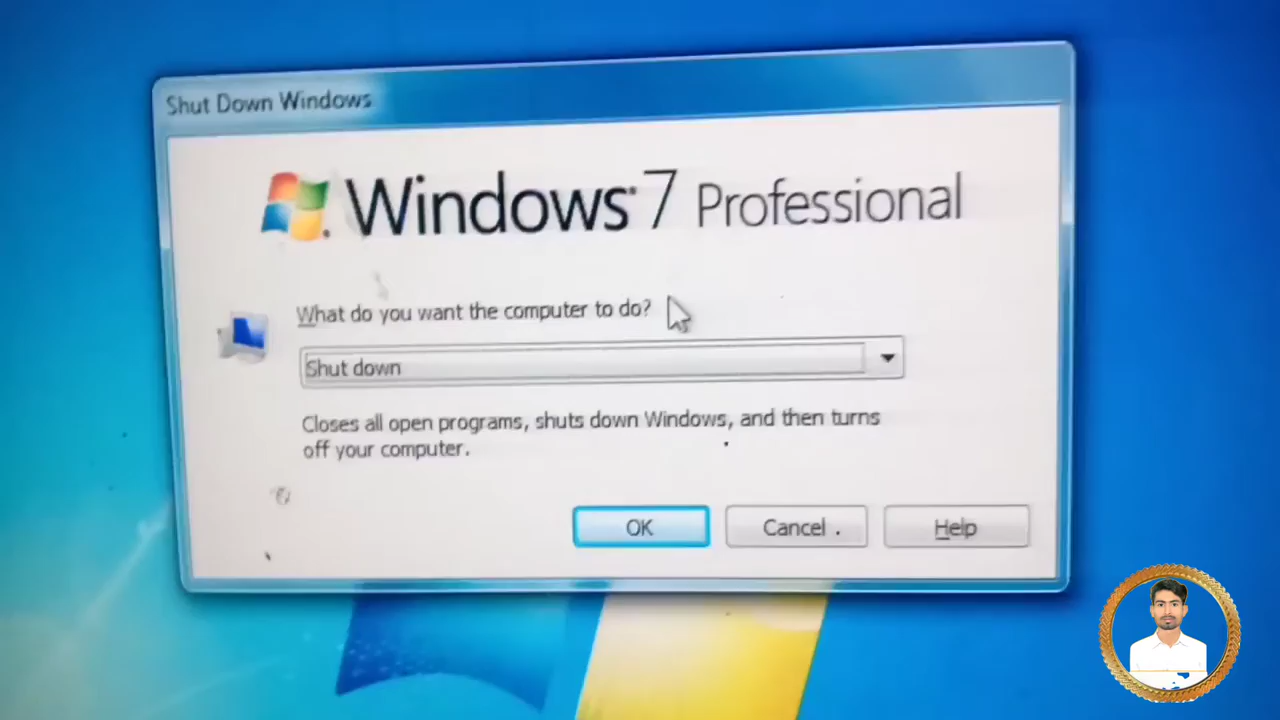 Shut Down Windows
Windows 7 Professional
What do you want the computer to do?
Shut down
Closes all open programs, shuts down Windows, and then turns
off your computer.
OK
Cancel
Help